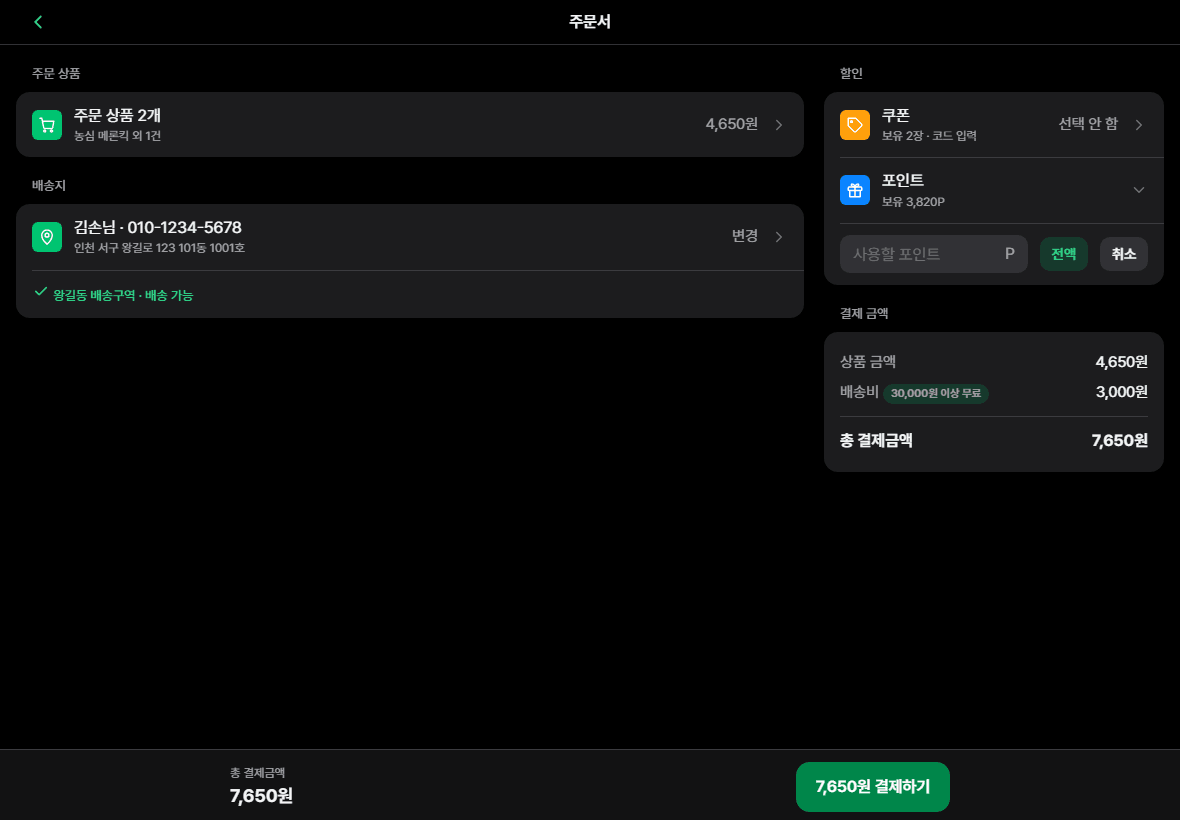 주문서
주문 상품
주문 상품 2개
농심 메론킥 외 1건
4,650원
배송지
김손님 · 010-1234-5678
인천 서구 왕길로 123 101동 1001호
변경
왕길동 배송구역 · 배송 가능
할인
쿠폰
보유 2장 · 코드 입력
선택 안 함
포인트
보유 3,820P
사용할 포인트 P
전액
취소
결제 금액
상품 금액 4,650원
배송비 30,000원 이상 무료 3,000원
총 결제금액 7,650원
총 결제금액
7,650원
7,650원 결제하기